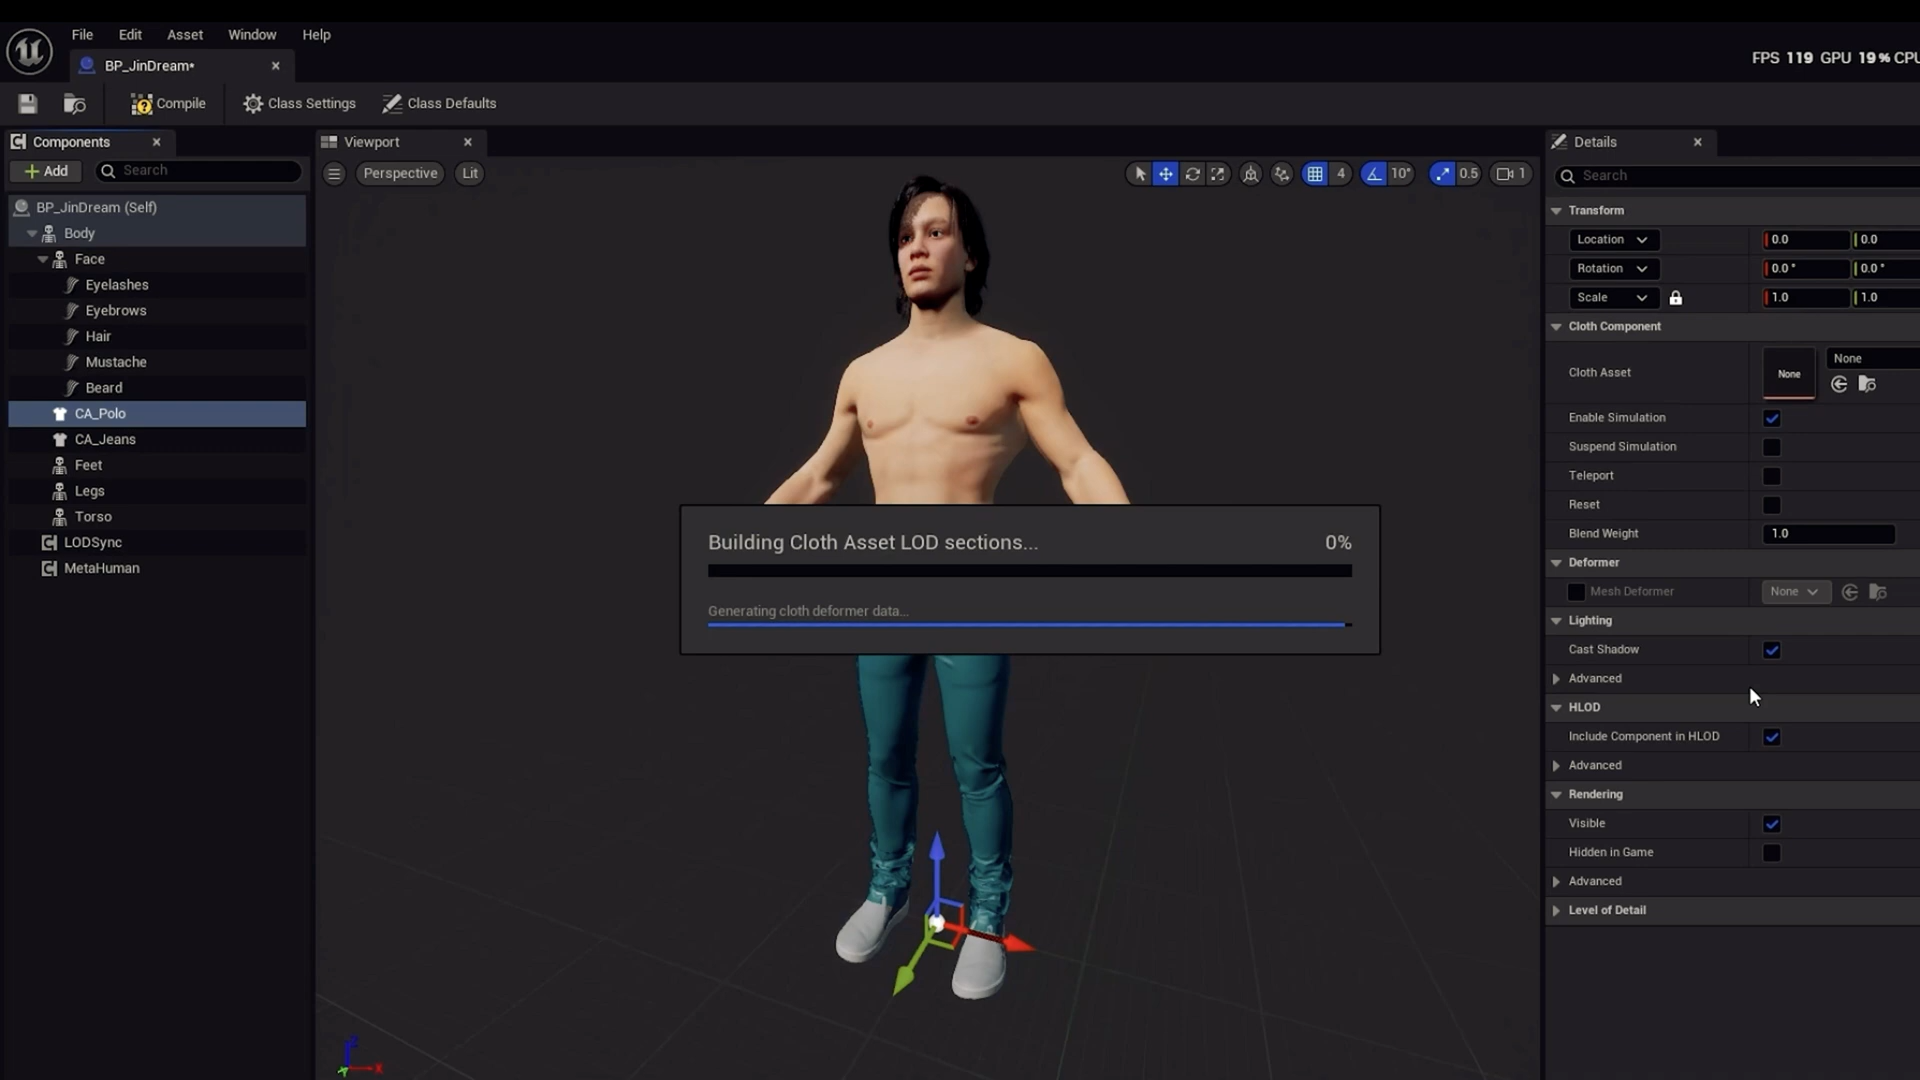 File Edit Asset Window Help
BP_JinDream*
FPS 119 GPU 19% CPU
Compile Class Settings Class Defaults
Components
Viewport
Details
Add Search
Perspective Lit
4 10° 0.5 1
Search
BP_JinDream (Self)
Body
Face
Eyelashes
Eyebrows
Hair
Mustache
Beard
CA_Polo
CA_Jeans
Feet
Legs
Torso
LODSync
MetaHuman
Building Cloth Asset LOD sections... 0%
Generating cloth deformer data...
Z
X
Y
Transform
Location 0.0 0.0
Rotation 0.0 ° 0.0 °
Scale 1.0 1.0
Cloth Component
Cloth Asset None None
Enable Simulation
Suspend Simulation
Teleport
Reset
Blend Weight 1.0
Deformer
Mesh Deformer None
Lighting
Cast Shadow
Advanced
HLOD
Include Component in HLOD
Advanced
Rendering
Visible
Hidden in Game
Advanced
Level of Detail